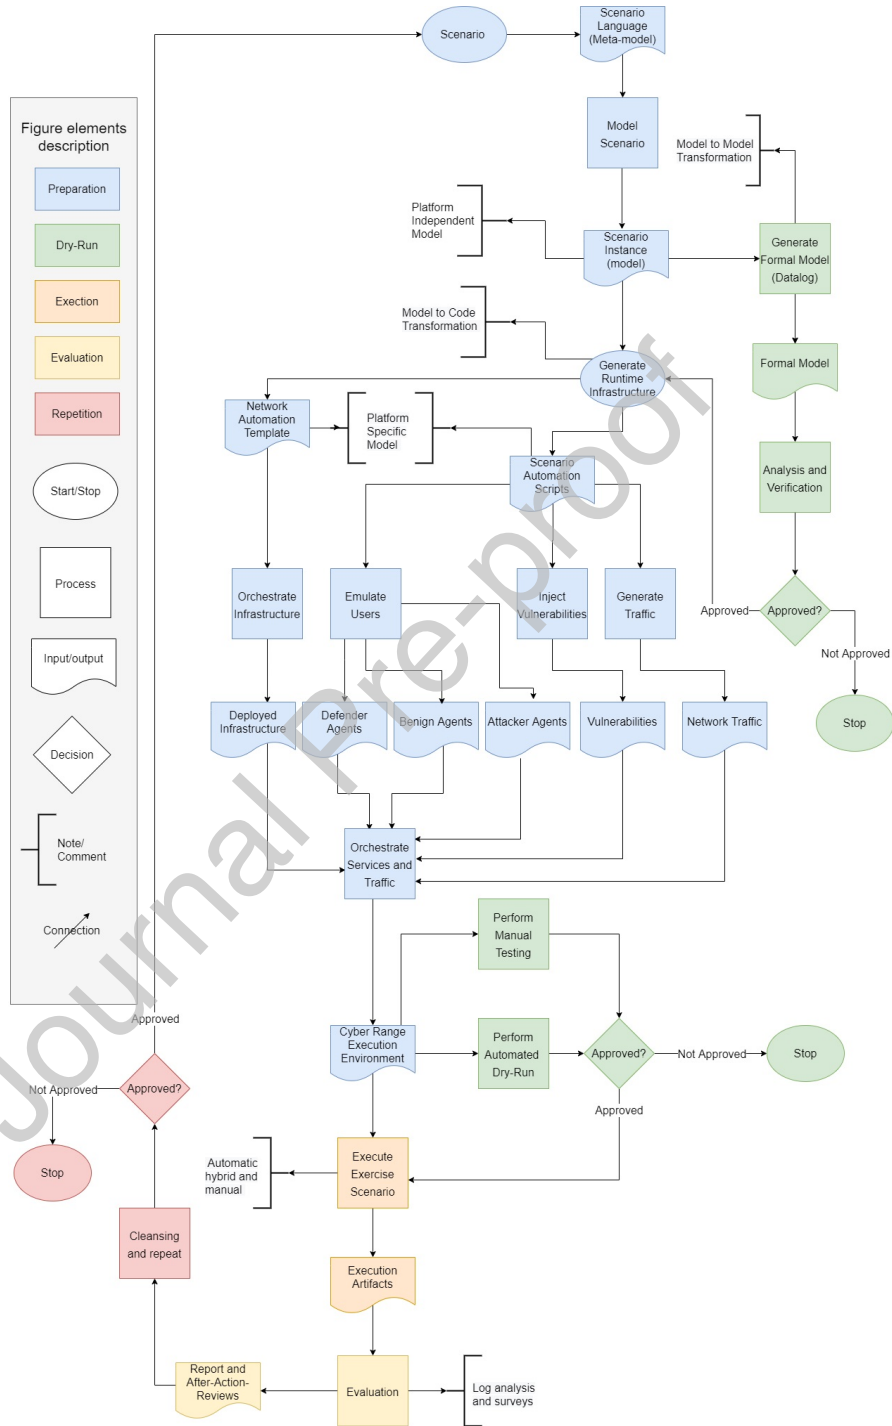 Scenario
Scenario
Language
(Meta-model)
Figure elements
description
Preparation
Dry-Run
Exection
Evaluation
Repetition
Start/Stop
Process
Input/output
Decision
Note/
Comment
Connection
Model
Scenario
Model to Model
Transformation
Platform
Independent
Model
Scenario
Instance
(model)
Generate
Formal Model
(Datalog)
Model to Code
Transformation
Generate
Runtime
Infrastructure
Formal Model
Network
Automation
Template
Platform
Specific
Model
Scenario
Automation
Scripts
Analysis and
Verification
Orchestrate
Infrastructure
Emulate
Users
Inject
Vulnerabilities
Generate
Traffic
Approved
Approved?
Not Approved
Stop
Deployed
Infrastructure
Defender
Agents
Benign Agents
Attacker Agents
Vulnerabilities
Network Traffic
Orchestrate
Services and
Traffic
Perform
Manual
Testing
Cyber Range
Execution
Environment
Perform
Automated
Dry-Run
Approved?
Not Approved
Stop
Approved
Approved
Approved?
Not Approved
Stop
Automatic
hybrid and
manual
Execute
Exercise
Scenario
Cleansing
and repeat
Execution
Artifacts
Report and
After-Action-
Reviews
Evaluation
Log analysis
and surveys
Journal Pre-proof